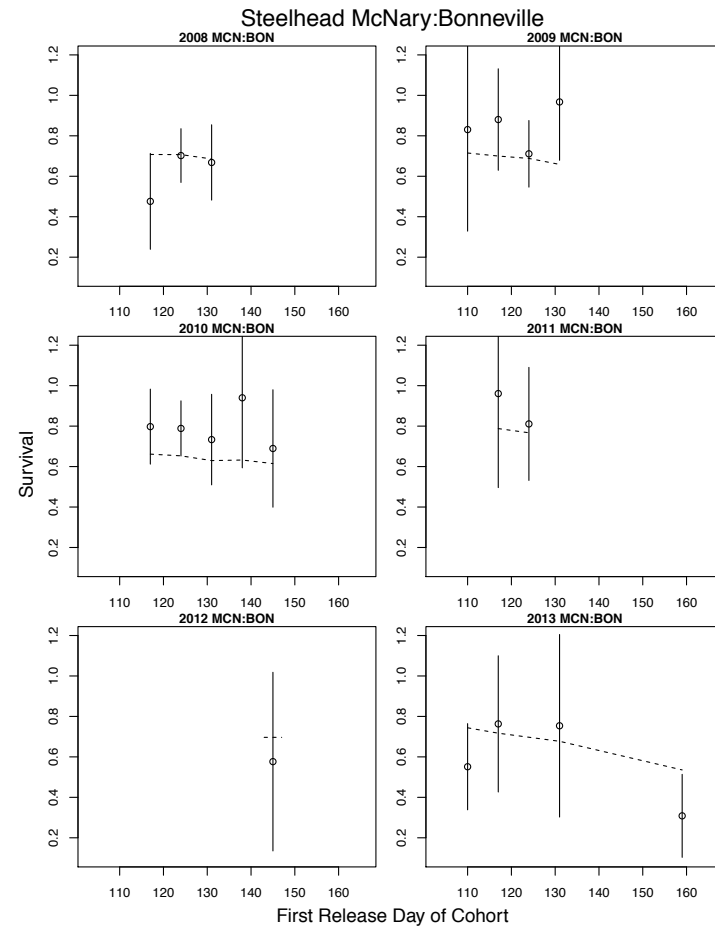 Steelhead McNary:Bonneville
2008 MCN:BON
2009 MCN:BON
0.2 0.4 0.6 0.8 1.0 1.2
0.2 0.4 0.6 0.8 1.0 1.2
110 120 130 140 150 160
110 120 130 140 150 160
2010 MCN:BON
2011 MCN:BON
Survival
0.2 0.4 0.6 0.8 1.0 1.2
0.2 0.4 0.6 0.8 1.0 1.2
110 120 130 140 150 160
110 120 130 140 150 160
2012 MCN:BON
2013 MCN:BON
0.2 0.4 0.6 0.8 1.0 1.2
0.2 0.4 0.6 0.8 1.0 1.2
110 120 130 140 150 160
110 120 130 140 150 160
First Release Day of Cohort